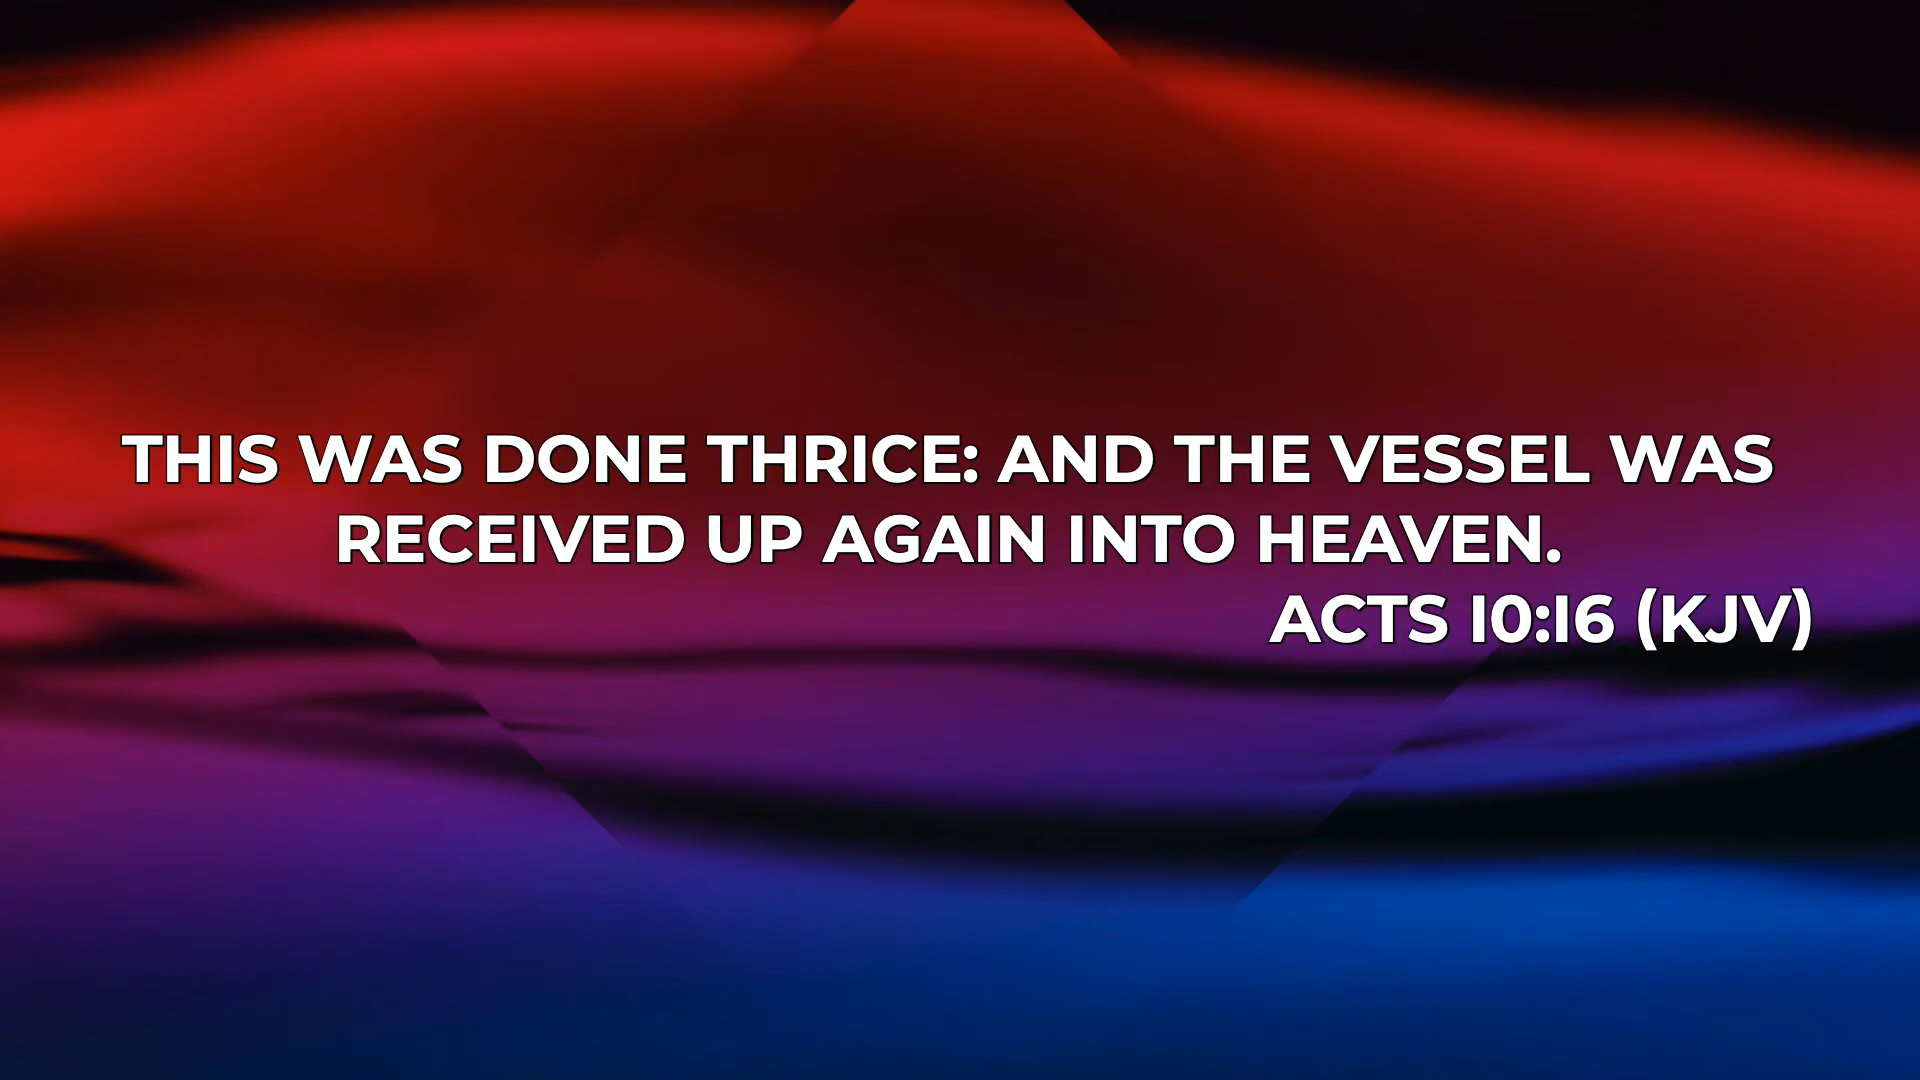 THIS WAS DONE THRICE: AND THE VESSEL WAS
RECEIVED UP AGAIN INTO HEAVEN.
ACTS 10:16 (KJV)